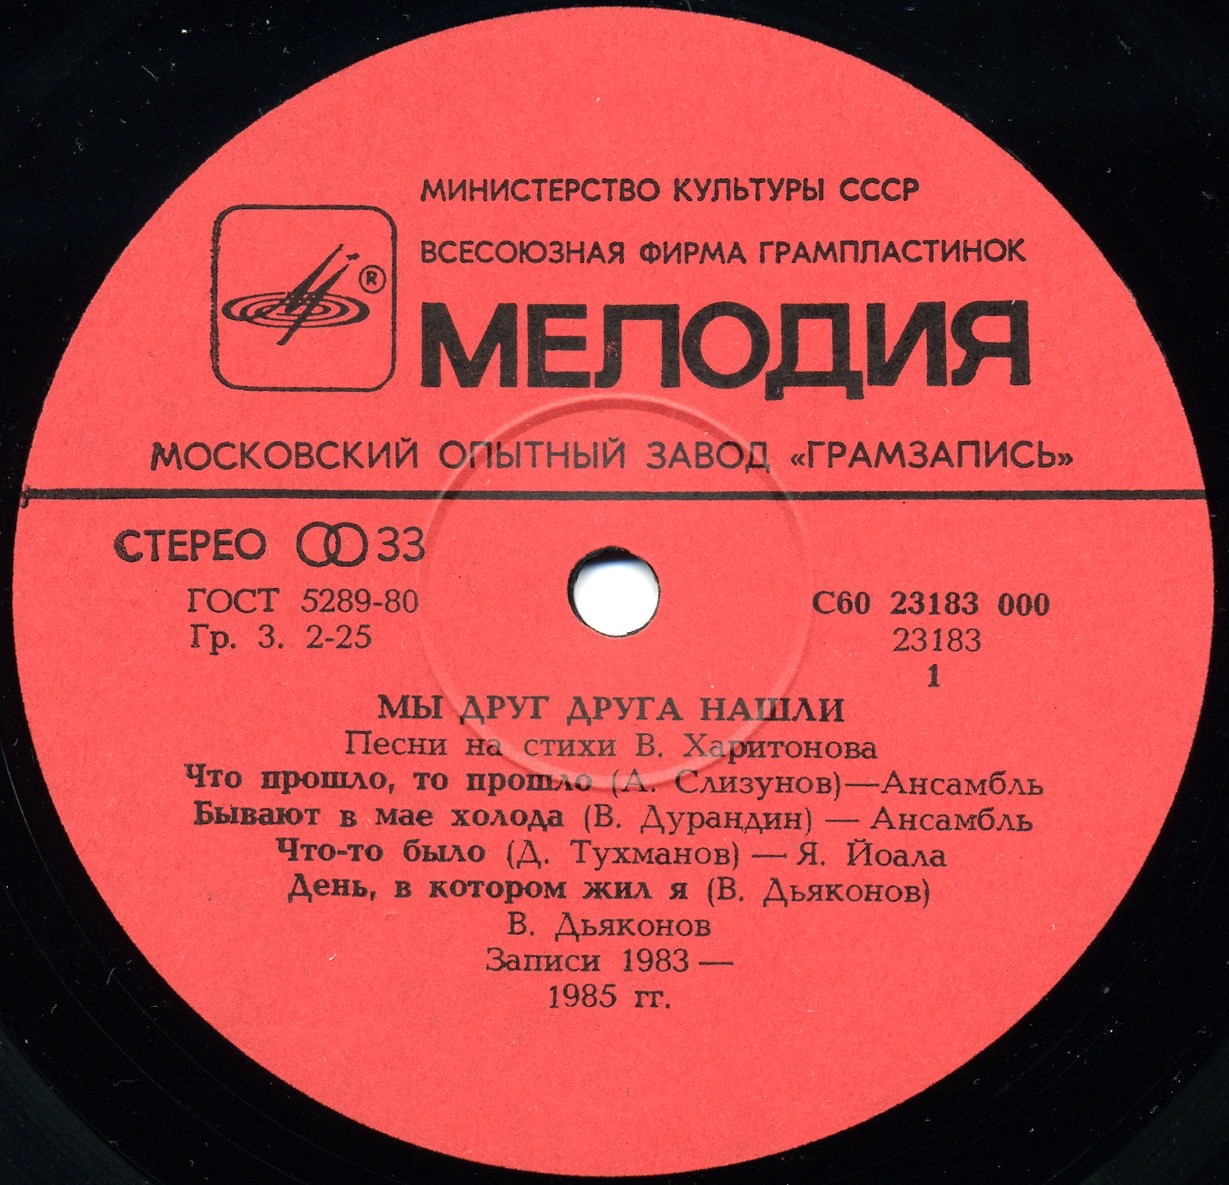 МИНИСТЕРСТВО КУЛЬТУРЫ СССР
ВСЕСОЮЗНАЯ ФИРМА ГРАМПЛАСТИНОК
®
МЕЛОДИЯ
МОСКОВСКИЙ ОПЫТНЫЙ ЗАВОД «ГРАМЗАПИСЬ»
СТЕРЕО 33
ГОСТ 5289-80
Гр. 3. 2-25
С60 23183 000
23183
1
МЫ ДРУГ ДРУГА НАШЛИ
Песни на стихи В. Харитонова
Что прошло, то прошло (А. Слизунов)—Ансамбль
Бывают в мае холода (В. Дурандин) — Ансамбль
Что-то было (Д. Тухманов) — Я. Йоала
День, в котором жил я (В. Дьяконов)
В. Дьяконов
Записи 1983 —
1985 гг.